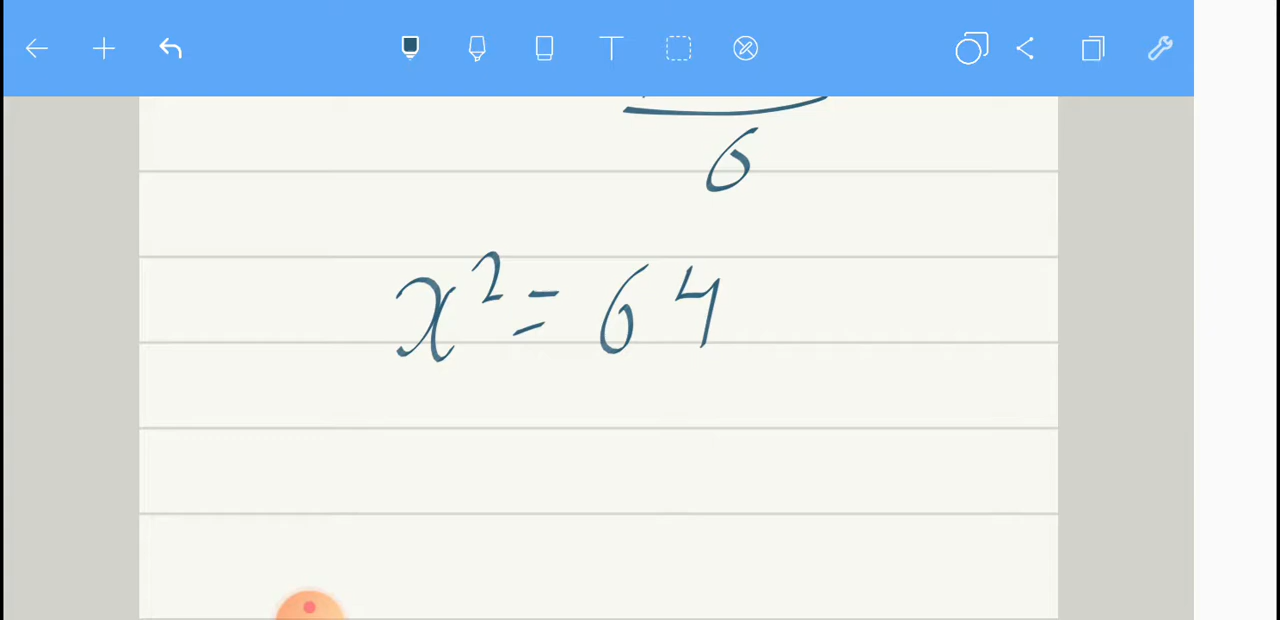 6
x² = 64